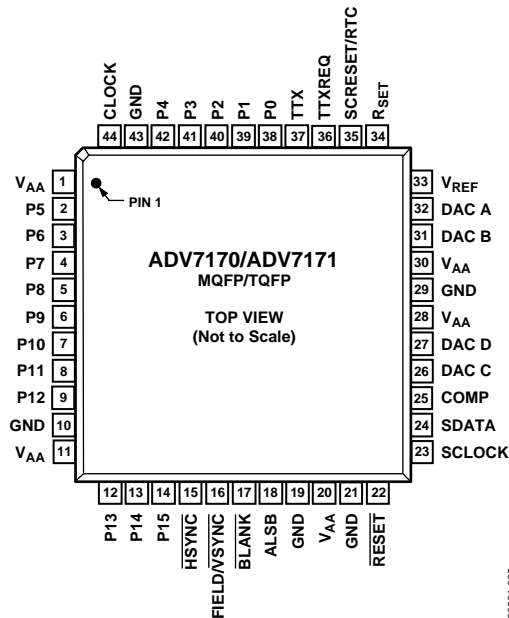 CLOCK GND P4 P3 P2 P1 P0 TTX TTXREQ SCRESET/RTC RSET
44 43 42 41 40 39 38 37 36 35 34
VAA 1
P5 2
P6 3
P7 4
P8 5
P9 6
P10 7
P11 8
P12 9
GND 10
VAA 11
PIN 1
ADV7170/ADV7171
MQFP/TQFP
TOP VIEW
(Not to Scale)
33 VREF
32 DAC A
31 DAC B
30 VAA
29 GND
28 VAA
27 DAC D
26 DAC C
25 COMP
24 SDATA
23 SCLOCK
12 13 14 15 16 17 18 19 20 21 22
P13 P14 P15 HSYNC FIELD/VSYNC BLANK ALSB GND VAA GND RESET